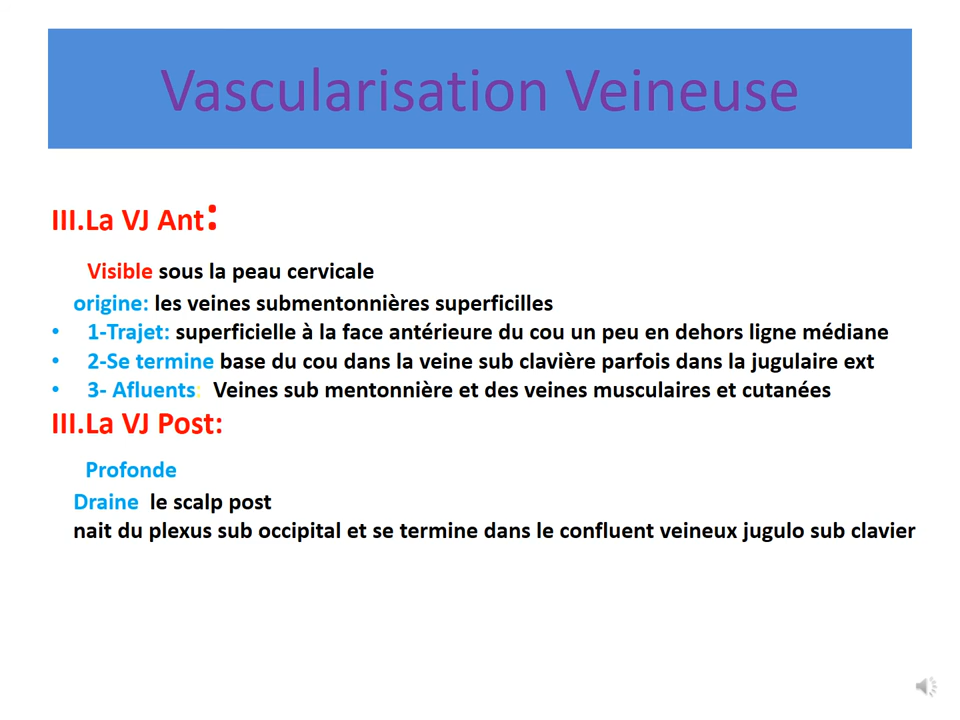 Vascularisation Veineuse
III.La VJ Ant:
Visible sous la peau cervicale
origine: les veines submentonnières superficilles
• 1-Trajet: superficielle à la face antérieure du cou un peu en dehors ligne médiane
• 2-Se termine base du cou dans la veine sub clavière parfois dans la jugulaire ext
• 3- Afluents: Veines sub mentonnière et des veines musculaires et cutanées
III.La VJ Post:
Profonde
Draine le scalp post
nait du plexus sub occipital et se termine dans le confluent veineux jugulo sub clavier